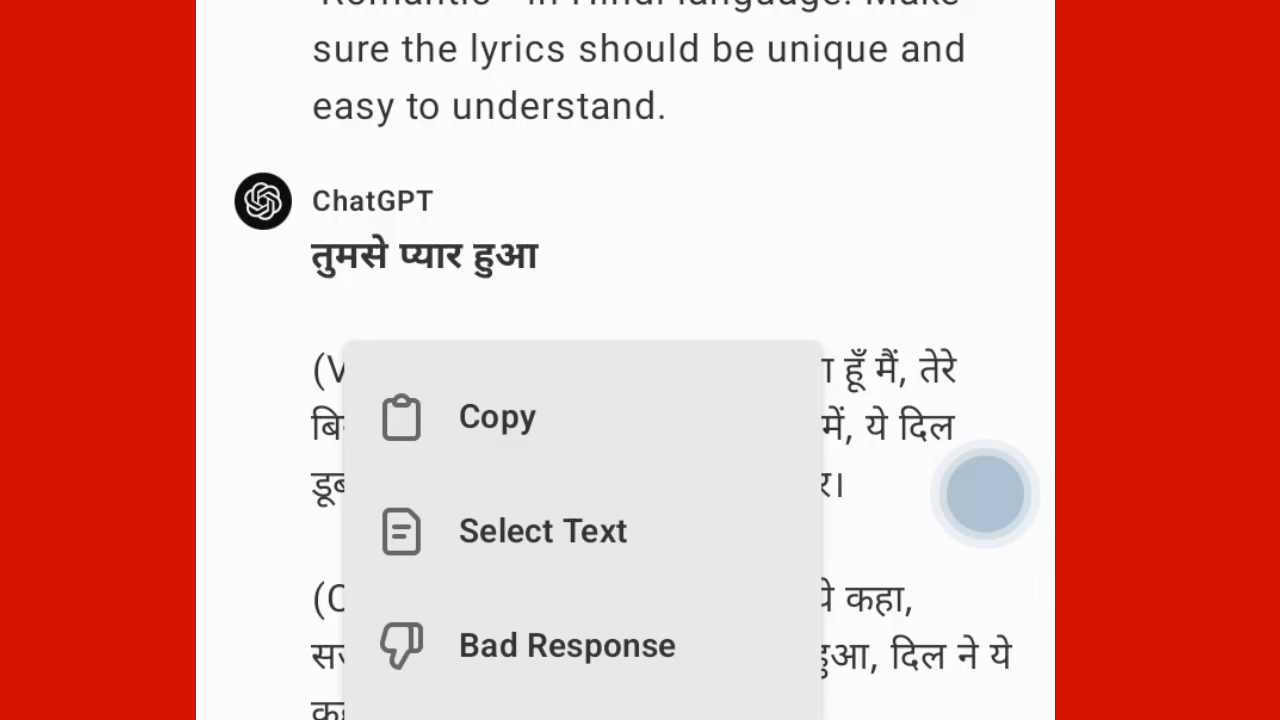 sure the lyrics should be unique and
easy to understand.
ChatGPT
तुमसे प्यार हुआ
हूँ मैं, तेरे
में, ये दिल
Copy
Select Text
कहा,
Bad Response
हुआ, दिल ने ये